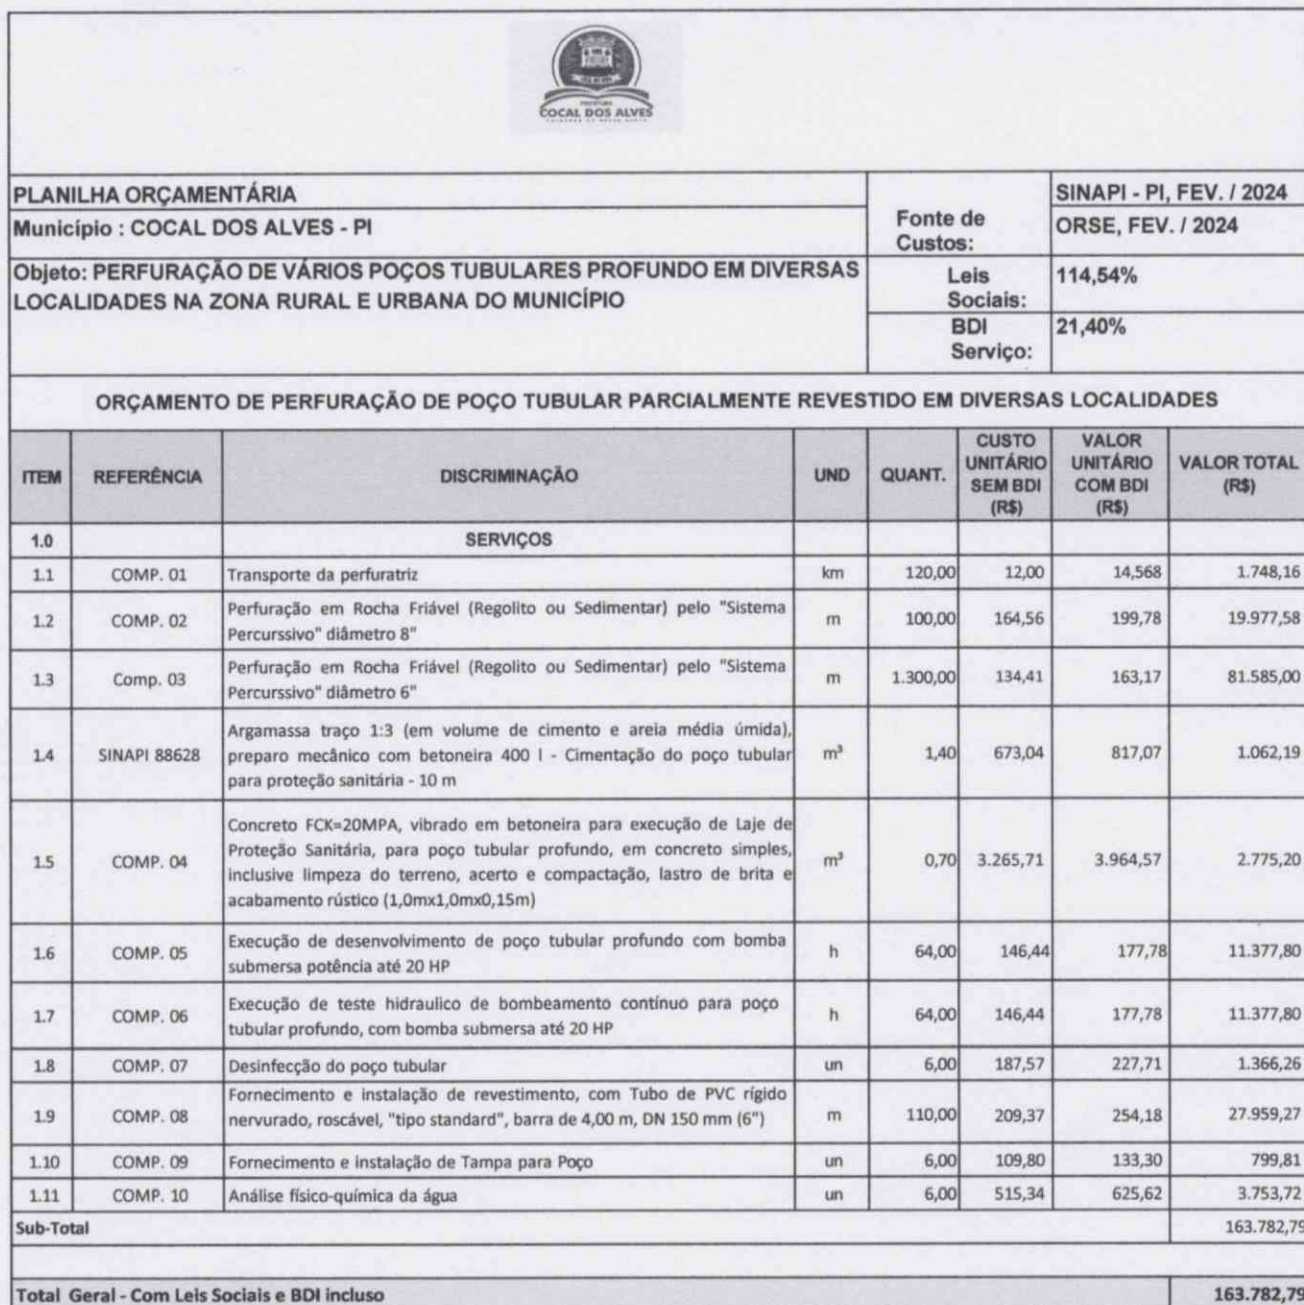 PREFEITURA
COCAL DOS ALVES
PLANILHA ORÇAMENTÁRIA
Município : COCAL DOS ALVES - PI
Objeto: PERFURAÇÃO DE VÁRIOS POÇOS TUBULARES PROFUNDO EM DIVERSAS
LOCALIDADES NA ZONA RURAL E URBANA DO MUNICÍPIO
Fonte de
Custos:
SINAPI - PI, FEV. / 2024
ORSE, FEV. / 2024
Leis
Sociais:
114,54%
BDI
Serviço:
21,40%
ORÇAMENTO DE PERFURAÇÃO DE POÇO TUBULAR PARCIALMENTE REVESTIDO EM DIVERSAS LOCALIDADES
ITEM
REFERÊNCIA
DISCRIMINAÇÃO
UND
QUANT.
CUSTO
UNITÁRIO
SEM BDI
(R$)
VALOR
UNITÁRIO
COM BDI
(R$)
VALOR TOTAL
(R$)
1.0 SERVIÇOS
1.1 COMP. 01 Transporte da perfuratriz km 120,00 12,00 14,568 1.748,16
1.2 COMP. 02 Perfuração em Rocha Friável (Regolito ou Sedimentar) pelo "Sistema
Percurssivo" diâmetro 8" m 100,00 164,56 199,78 19.977,58
1.3 Comp. 03 Perfuração em Rocha Friável (Regolito ou Sedimentar) pelo "Sistema
Percurssivo" diâmetro 6" m 1.300,00 134,41 163,17 81.585,00
1.4 SINAPI 88628 Argamassa traço 1:3 (em volume de cimento e areia média úmida),
preparo mecânico com betoneira 400 l - Cimentação do poço tubular
para proteção sanitária - 10 m m³ 1,40 673,04 817,07 1.062,19
1.5 COMP. 04 Concreto FCK=20MPA, vibrado em betoneira para execução de Laje de
Proteção Sanitária, para poço tubular profundo, em concreto simples,
inclusive limpeza do terreno, acerto e compactação, lastro de brita e
acabamento rústico (1,0mx1,0mx0,15m) m³ 0,70 3.265,71 3.964,57 2.775,20
1.6 COMP. 05 Execução de desenvolvimento de poço tubular profundo com bomba
submersa potência até 20 HP h 64,00 146,44 177,78 11.377,80
1.7 COMP. 06 Execução de teste hidraulico de bombeamento contínuo para poço
tubular profundo, com bomba submersa até 20 HP h 64,00 146,44 177,78 11.377,80
1.8 COMP. 07 Desinfecção do poço tubular un 6,00 187,57 227,71 1.366,26
1.9 COMP. 08 Fornecimento e instalação de revestimento, com Tubo de PVC rígido
nervurado, roscável, "tipo standard", barra de 4,00 m, DN 150 mm (6") m 110,00 209,37 254,18 27.959,27
1.10 COMP. 09 Fornecimento e instalação de Tampa para Poço un 6,00 109,80 133,30 799,81
1.11 COMP. 10 Análise físico-química da água un 6,00 515,34 625,62 3.753,72
Sub-Total 163.782,79
Total Geral - Com Leis Sociais e BDI incluso 163.782,79